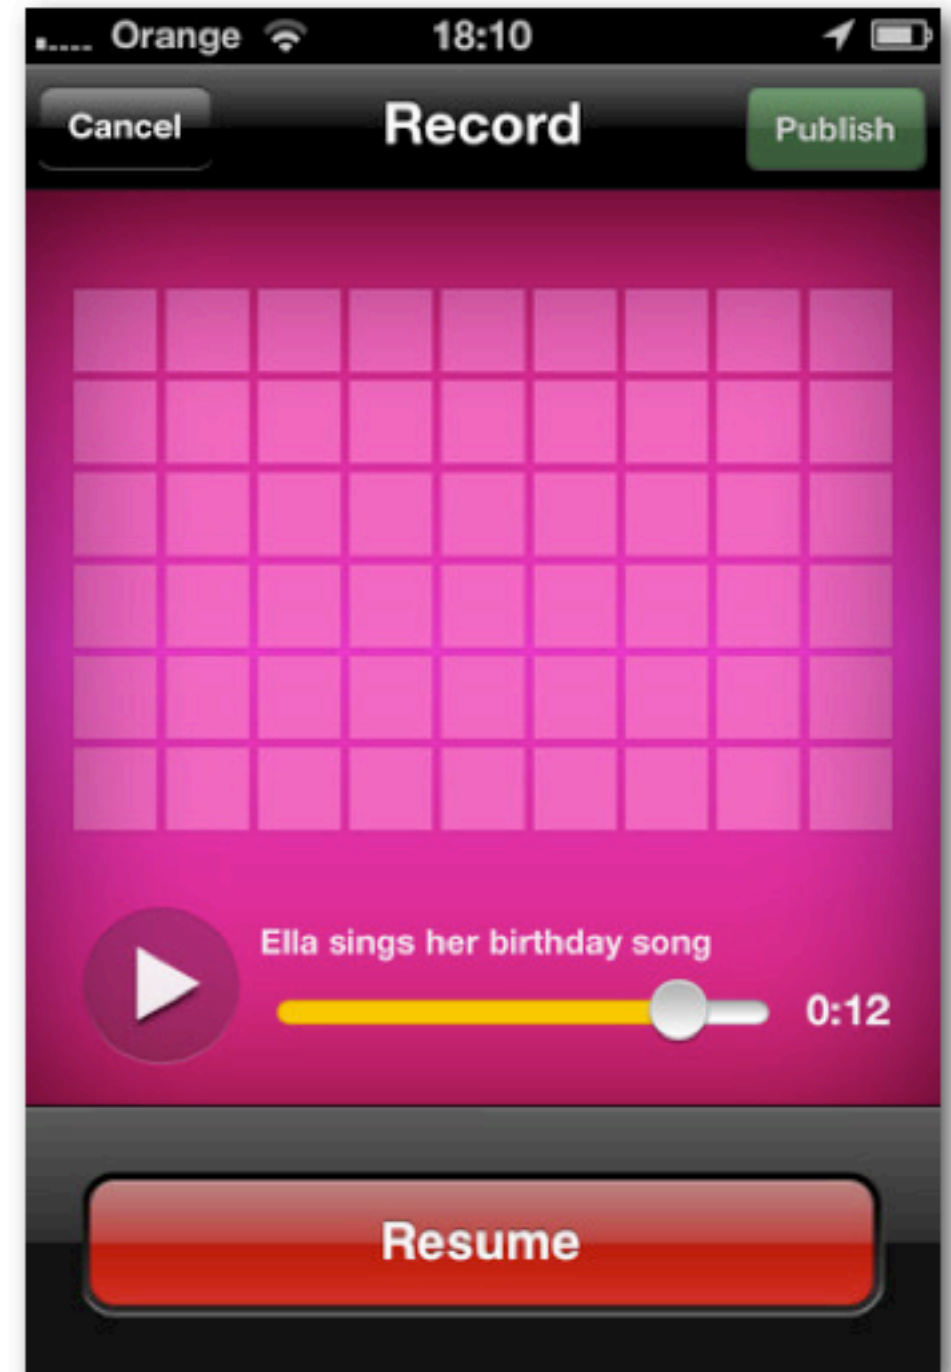 Orange 18:10
Cancel Record Publish
Ella sings her birthday song
0:12
Resume